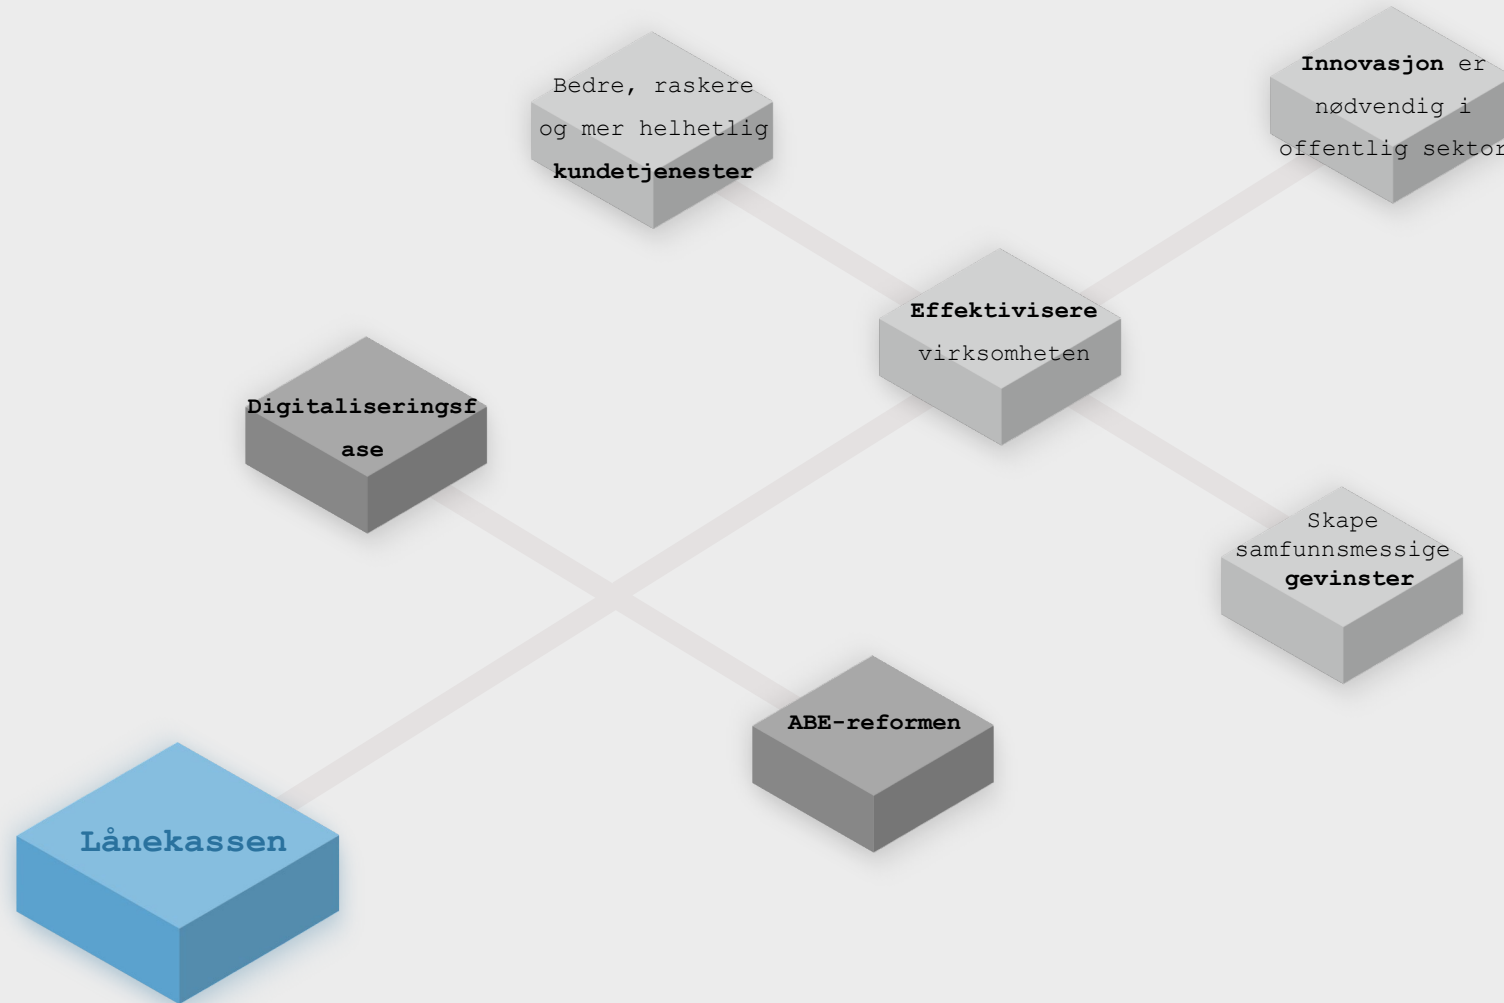 Bedre, raskere
og mer helhetlig
kundetjenester
Innovasjon er
nødvendig i
offentlig sektor
Effektivisere
virksomheten
Digitaliseringsf
ase
Skape
samfunnsmessige
gevinster
ABE-reformen
Lånekassen